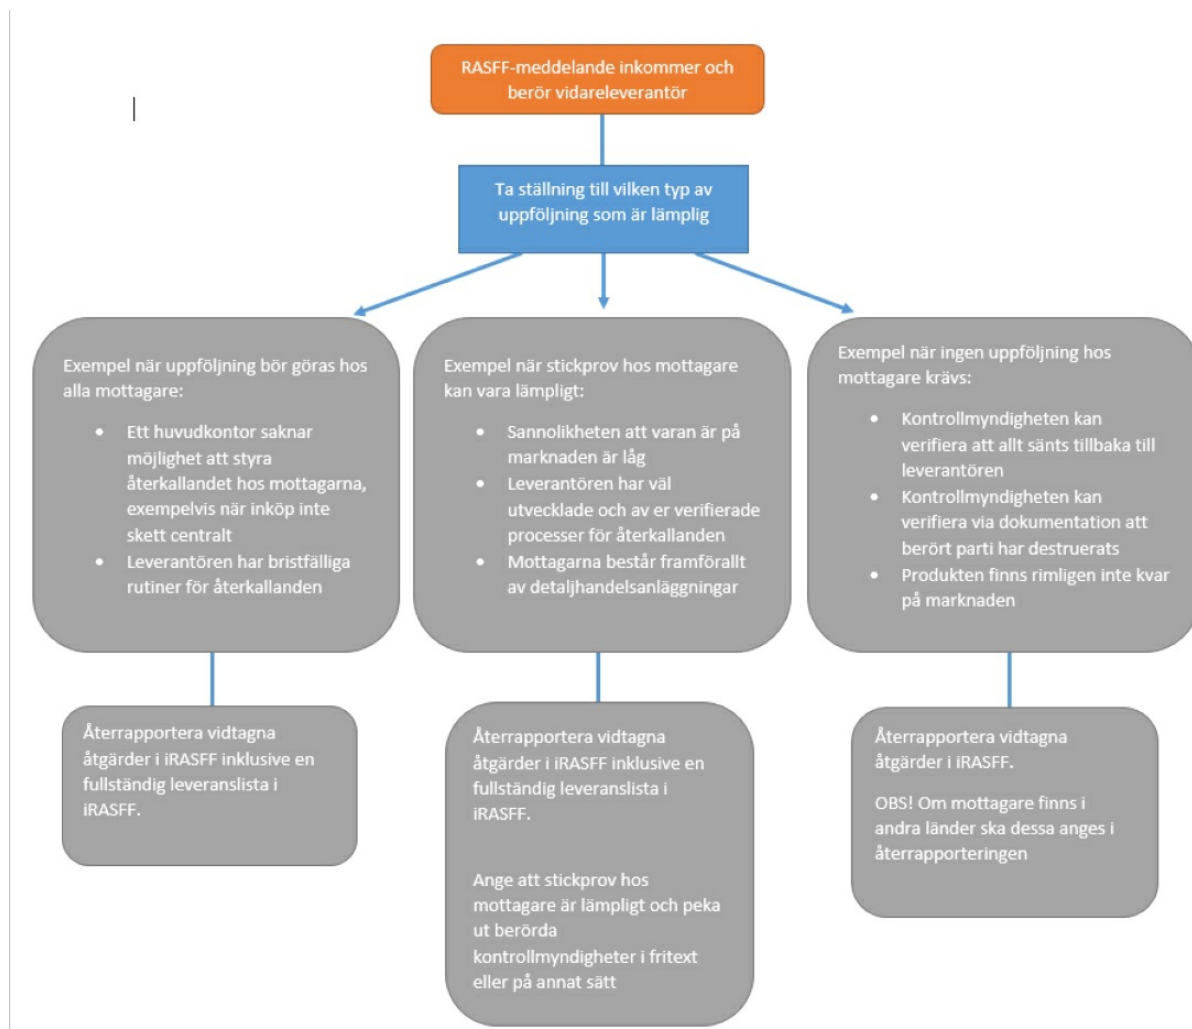 RASFF-meddelande inkommer och
berör vidareleverantör
Ta ställning till vilken typ av
uppföljning som är lämplig
Exempel när uppföljning bör göras hos
alla mottagare:
• Ett huvudkontor saknar
möjlighet att styra
återkallandet hos mottagarna,
exempelvis när inköp inte
skett centralt
• Leverantören har bristfälliga
rutiner för återkallanden
Exempel när stickprov hos mottagare
kan vara lämpligt:
• Sannolikheten att varan är på
marknaden är låg
• Leverantören har väl
utvecklade och av er verifierade
processer för återkallanden
• Mottagarna består framförallt
av detaljhandelsanläggningar
Exempel när ingen uppföljning hos
mottagare krävs:
• Kontrollmyndigheten kan
verifiera att allt sänts tillbaka till
leverantören
• Kontrollmyndigheten kan
verifiera via dokumentation att
berört parti har destruerats
• Produkten finns rimligen inte kvar
på marknaden
Återrapportera vidtagna
åtgärder i iRASFF inklusive en
fullständig leveranslista i
iRASFF.
Återrapportera vidtagna
åtgärder i iRASFF inklusive en
fullständig leveranslista i
iRASFF.
Ange att stickprov hos
mottagare är lämpligt och peka
ut berörda
kontrollmyndigheter i fritext
eller på annat sätt
Återrapportera vidtagna
åtgärder i iRASFF.
OBS! Om mottagare finns i
andra länder ska dessa anges i
återrapporteringen